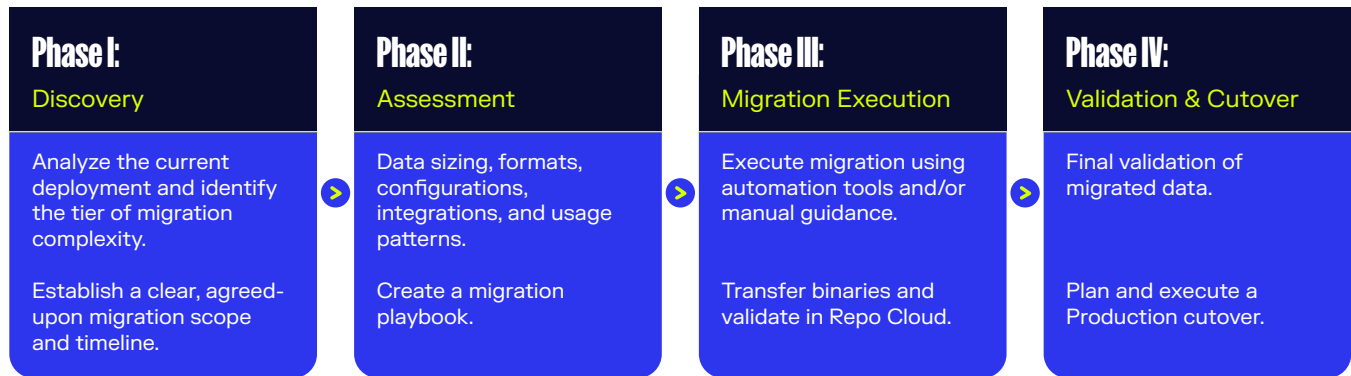 Phase I:
Discovery
Analyze the current
deployment and identify
the tier of migration
complexity.
Establish a clear, agreed-
upon migration scope
and timeline.
Phase II:
Assessment
Data sizing, formats,
configurations,
integrations, and usage
patterns.
Create a migration
playbook.
Phase III:
Migration Execution
Execute migration using
automation tools and/or
manual guidance.
Transfer binaries and
validate in Repo Cloud.
Phase IV:
Validation & Cutover
Final validation of
migrated data.
Plan and execute a
Production cutover.